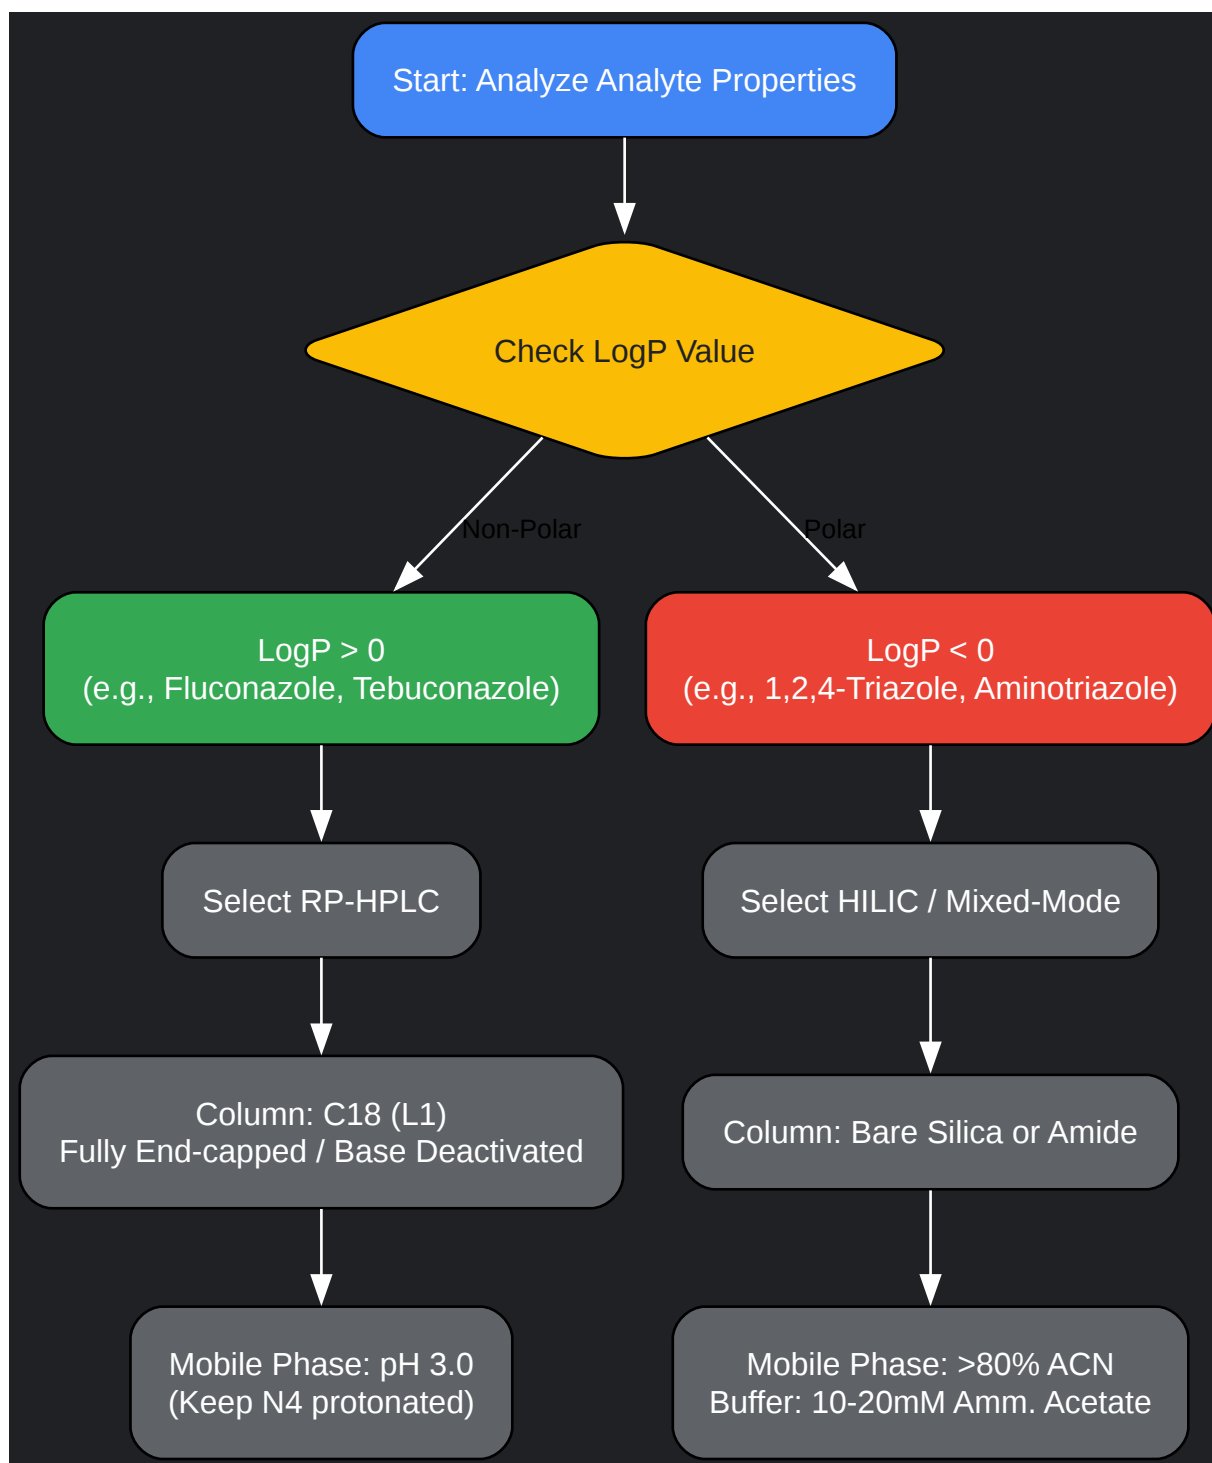 Start: Analyze Analyte Properties
Check LogP Value
Non-Polar
Polar
LogP > 0
(e.g., Fluconazole, Tebuconazole)
LogP < 0
(e.g., 1,2,4-Triazole, Aminotriazole)
Select RP-HPLC
Select HILIC / Mixed-Mode
Column: C18 (L1)
Fully End-capped / Base Deactivated
Column: Bare Silica or Amide
Mobile Phase: pH 3.0
(Keep N4 protonated)
Mobile Phase: >80% ACN
Buffer: 10-20mM Amm. Acetate